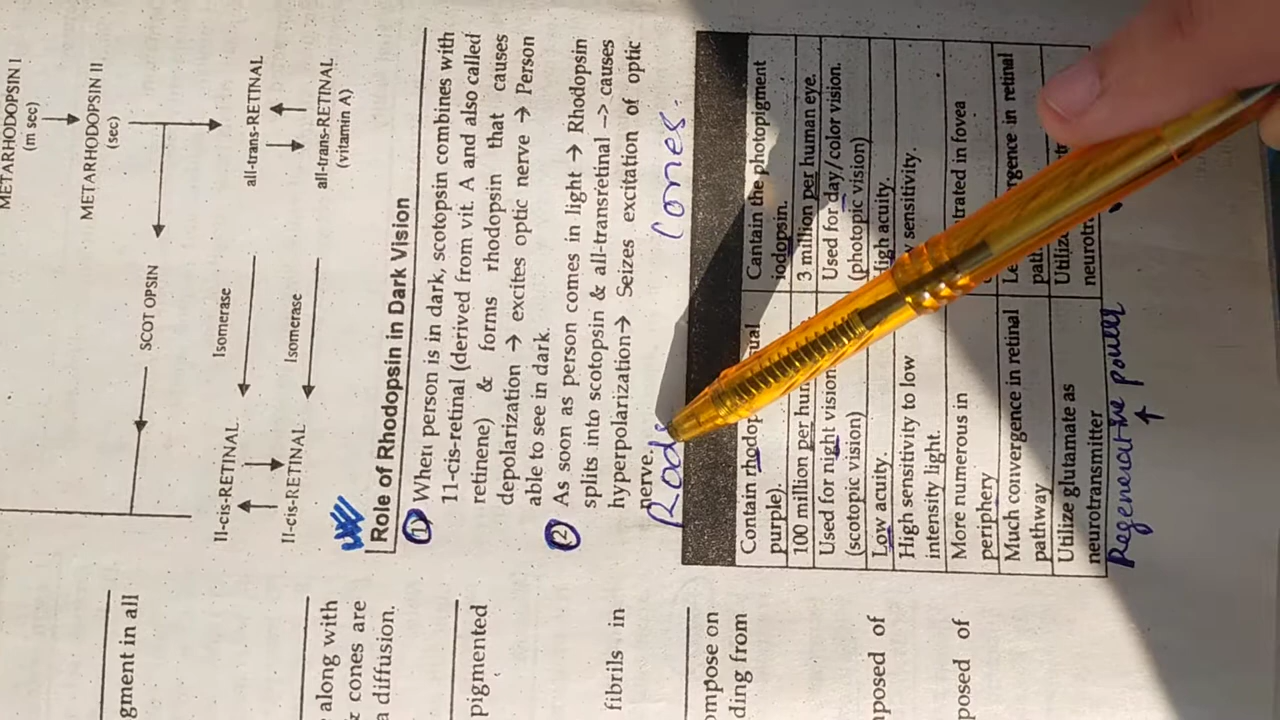 METARHODOPSIN I
(m sec)
METARHODOPSIN II
(sec)
SCOT OPSIN
all-trans-RETINAL
Isomerase
II-cis-RETINAL
all-trans-RETINAL
(vitamin A)
Isomerase
II-cis-RETINAL
Role of Rhodopsin in Dark Vision
1 When person is in dark, scotopsin combines with
11-cis-retinal (derived from vit. A and also called
retinene) & forms rhodopsin that causes
depolarization → excites optic nerve → Person
able to see in dark.
2 As soon as person comes in light → Rhodopsin
splits into scotopsin & all-transretinal –> causes
hyperpolarization→ Seizes excitation of optic
nerve.
Cones.
Contain
purple).
Cantain the photopigment
iodopsin.
100 million per
3 million per human eye.
Used for night vision
(scotopic vision)
Used for day/color vision.
(photopic vision)
Low acuity.
acuity.
High sensitivity to low
intensity light.
sensitivity.
More numerous in
periphery
in fovea
Much convergence in retinal
pathway
in retinal
Utilize glutamate as
neurotransmitter
Regenerative power ↑
gment in all
along with
cones are
a diffusion.
pigmented
fibrils in
ompose on
ding from
posed of
posed of